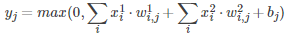 $y_j = max(0, \sum_i x_i^1 \cdot w_{i,j}^1 + \sum_i x_i^2 \cdot w_{i,j}^2 + b_j)$